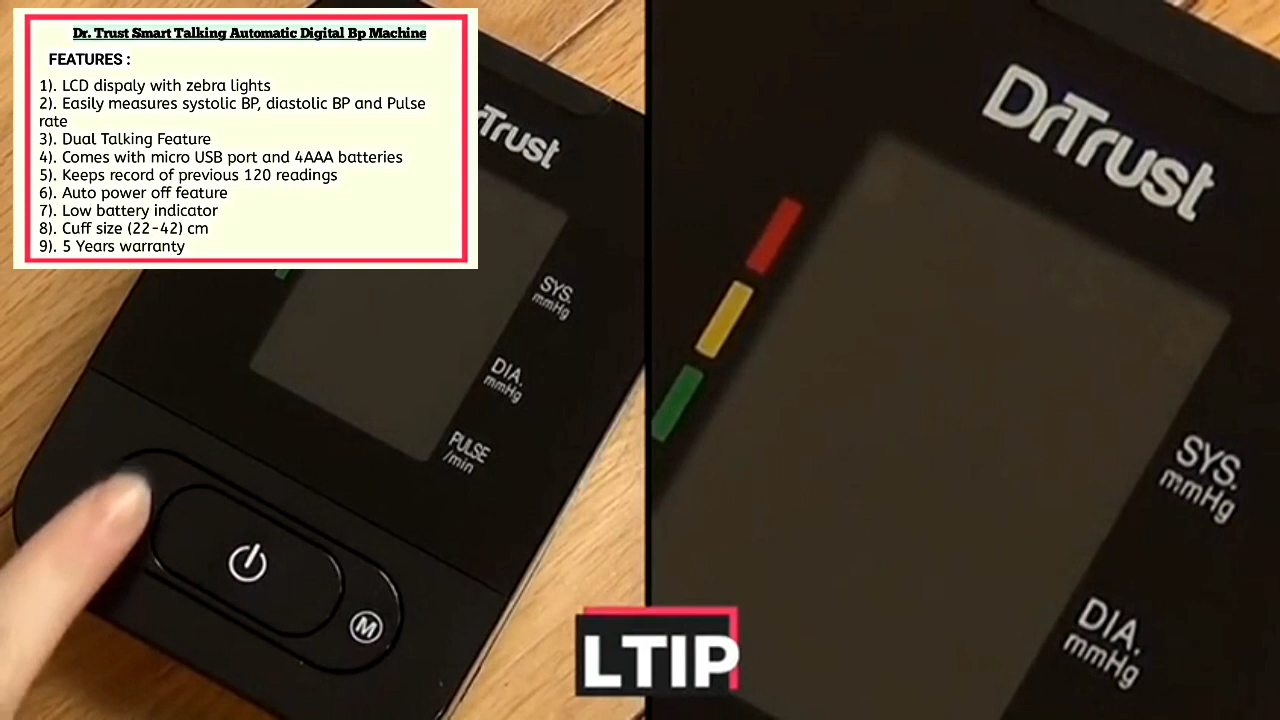 Dr. Trust Smart Talking Automatic Digital Bp Machine
FEATURES :
1). LCD dispaly with zebra lights
2). Easily measures systolic BP, diastolic BP and Pulse
rate
3). Dual Talking Feature
4). Comes with micro USB port and 4AAA batteries
5). Keeps record of previous 120 readings
6). Auto power off feature
7). Low battery indicator
8). Cuff size (22-42) cm
9). 5 Years warranty
DrTrust
SYS.
mmHg
DIA.
mmHg
PULSE
/min
M
DrTrust
SYS.
mmHg
DIA.
mmHg
LTIP